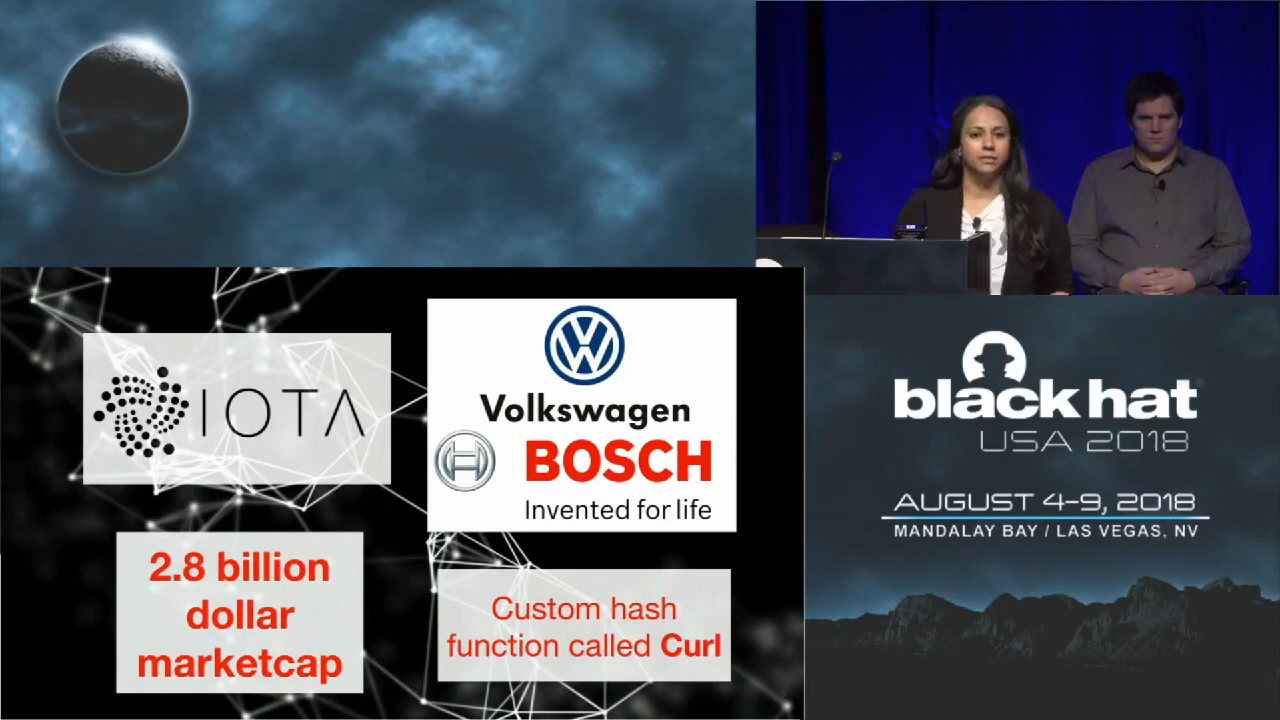 IOTA
Volkswagen
BOSCH
Invented for life
2.8 billion
dollar
marketcap
Custom hash
function called Curl
black hat
USA 2018
AUGUST 4-9, 2018
MANDALAY BAY / LAS VEGAS, NV